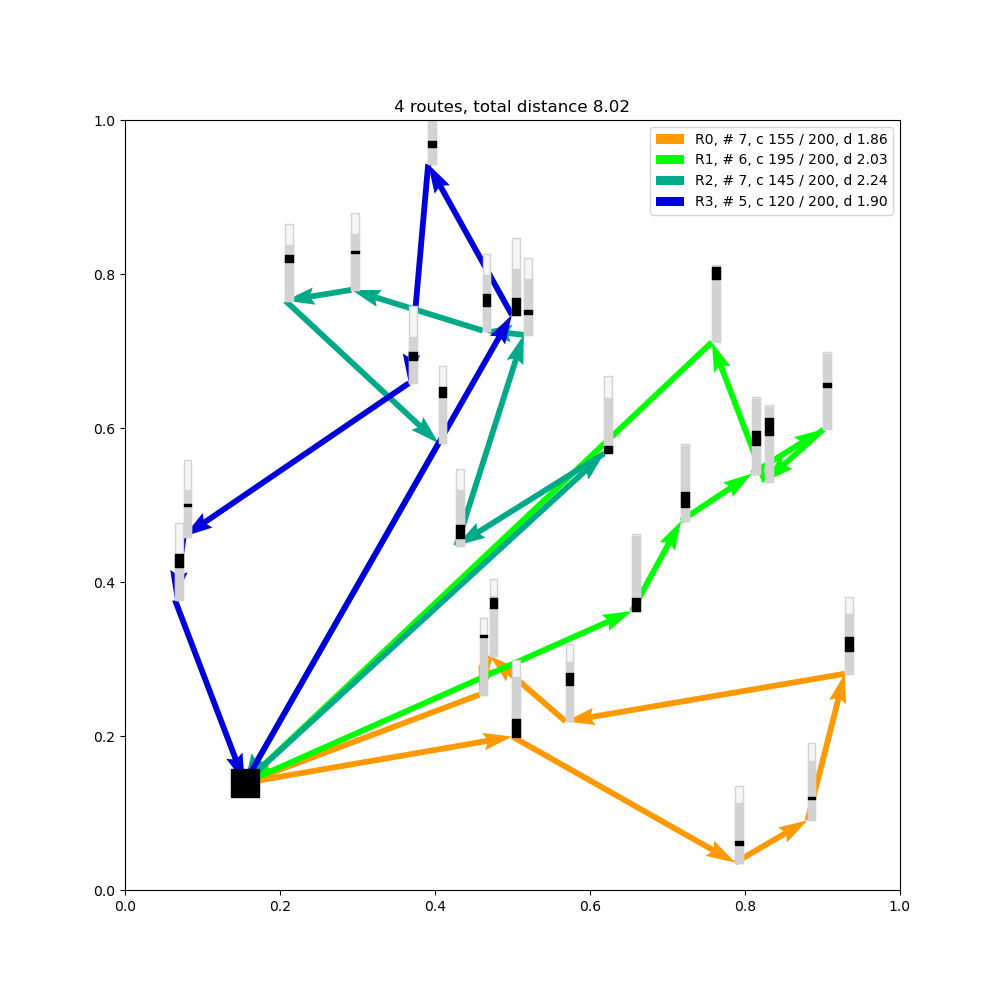 4 routes, total distance 8.02
R0, # 7, c 155 / 200, d 1.86
R1, # 6, c 195 / 200, d 2.03
R2, # 7, c 145 / 200, d 2.24
R3, # 5, c 120 / 200, d 1.90
1.0
0.8
0.6
0.4
0.2
0.0
0.0 0.2 0.4 0.6 0.8 1.0